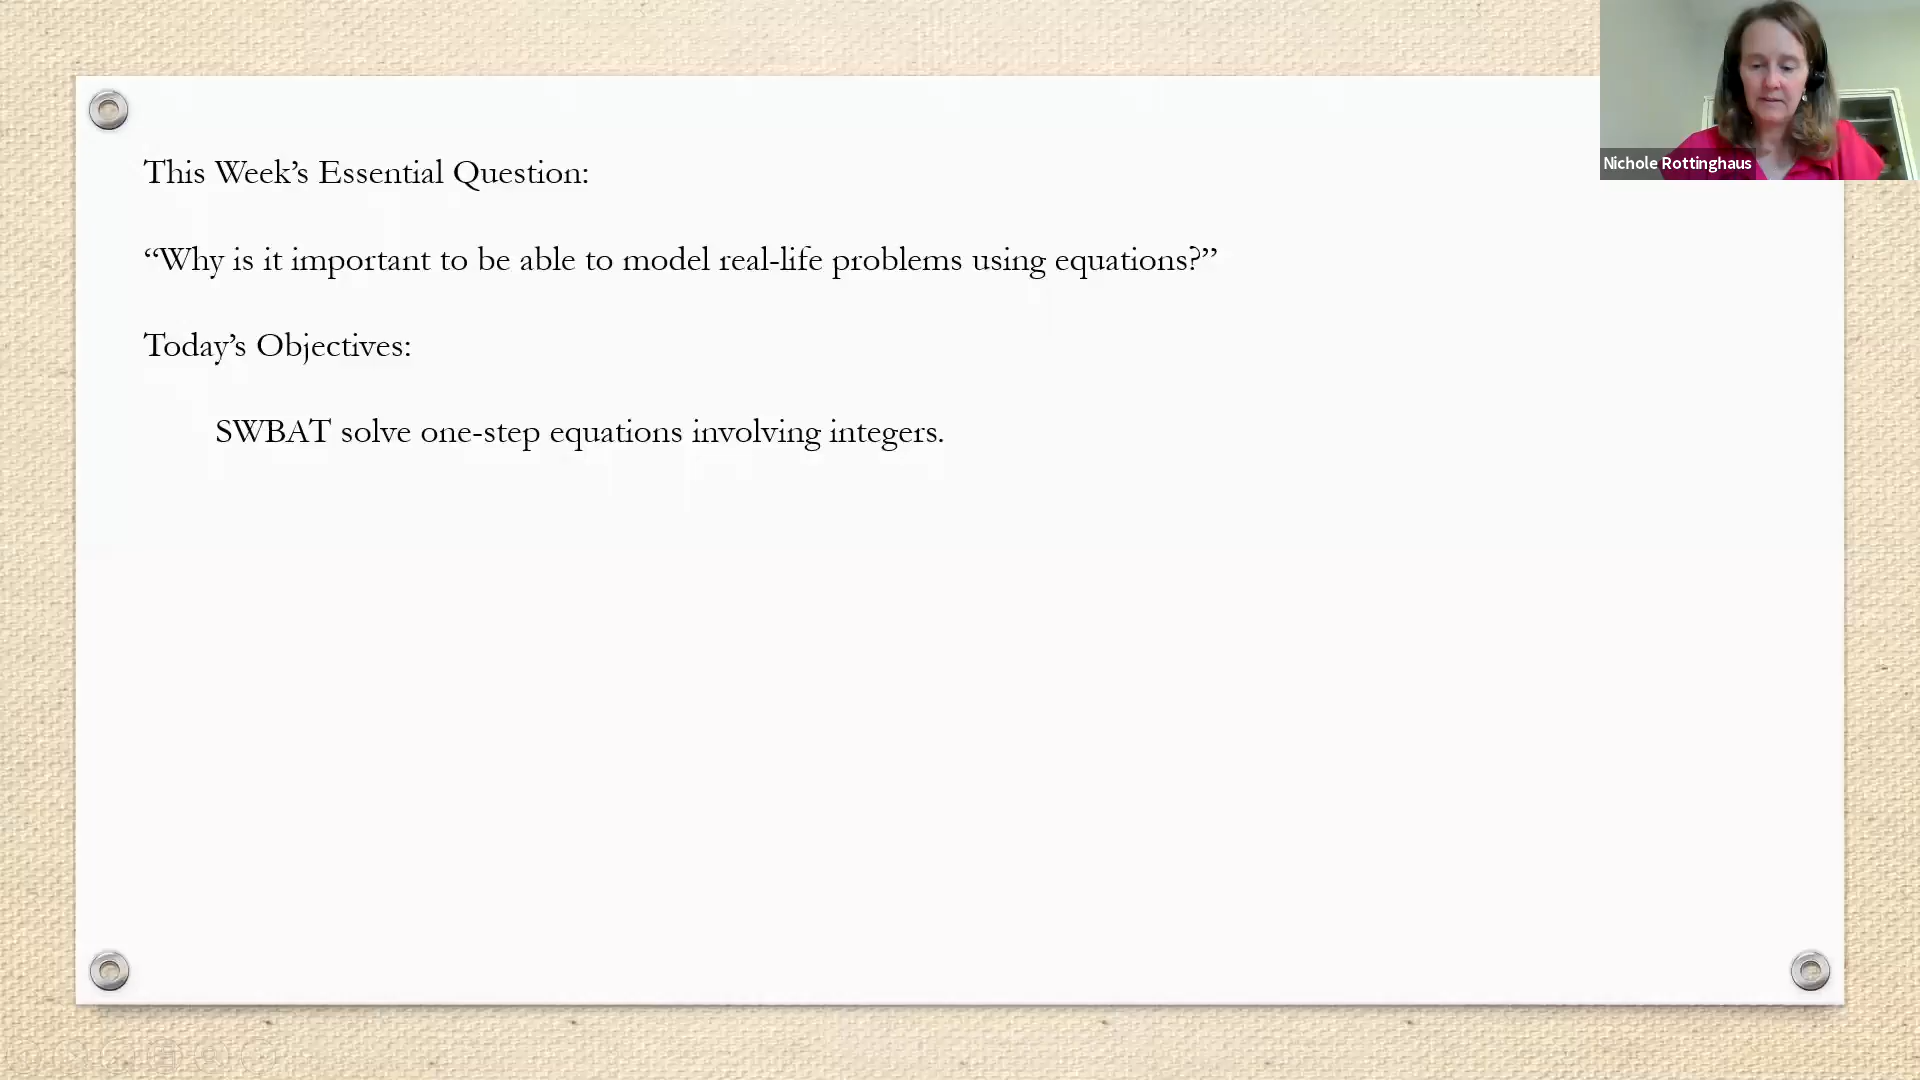 This Week’s Essential Question:
“Why is it important to be able to model real-life problems using equations?”
Today’s Objectives:
SWBAT solve one-step equations involving integers.
Nichole Rottinghaus